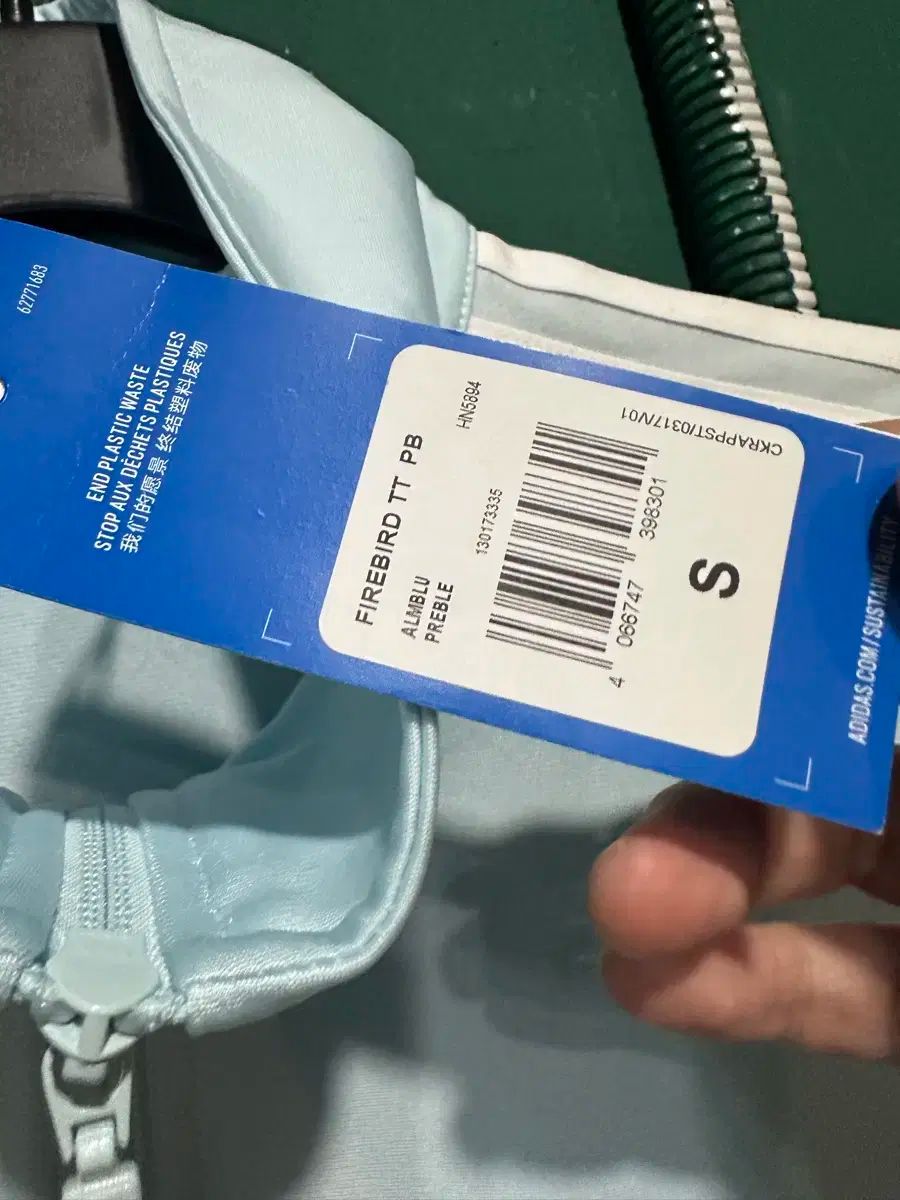 62771683
END PLASTIC WASTE
STOP AUX DÉCHETS PLASTIQUES
我们的愿景 终结塑料废物
FIREBIRD TT PB
HN5894
ALMBLU
PREBLE
130173335
4 066747 398301
CKRAPPST/0317/V01
S
ADIDAS.COM/SUSTAINABILITY